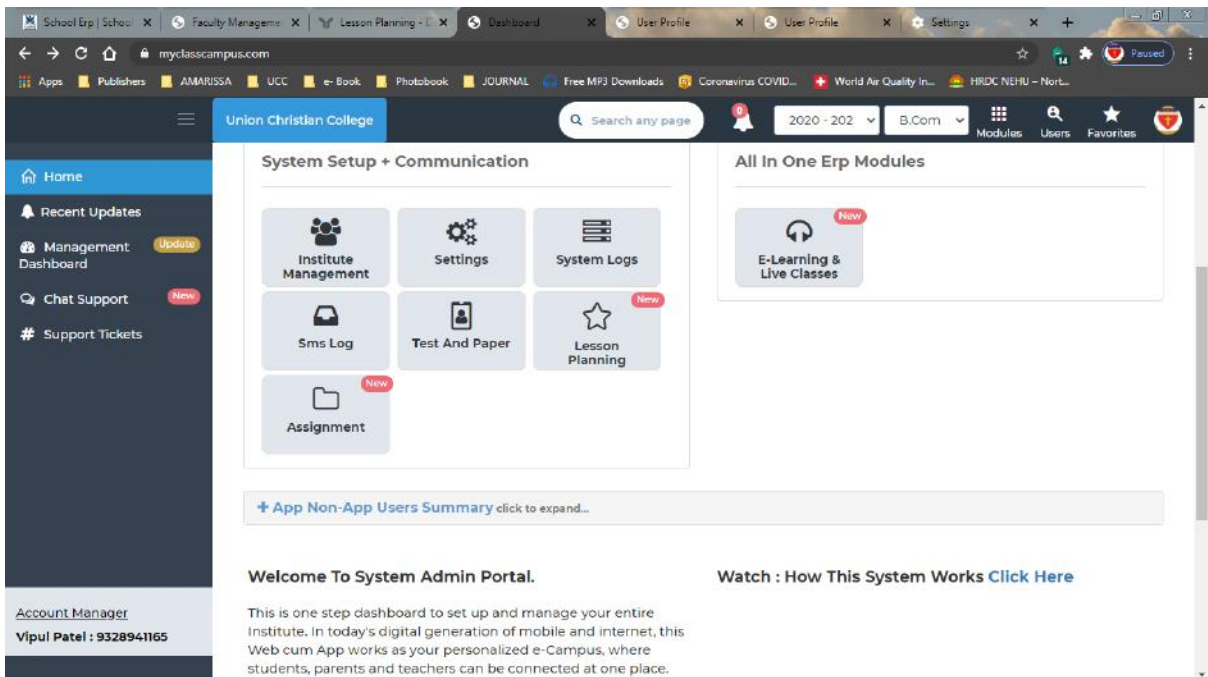 School Erp | School
Faculty Manageme
Lesson Planning - E
Dashboard
User Profile
User Profile
Settings
myclasscampus.com
14
Paused
Apps
Publishers
AMARISSA
UCC
e- Book
Photobook
JOURNAL
Free MP3 Downloads
Coronavirus COVID...
World Air Quality In...
HRDC NEHU – Nort...
Union Christian College
Search any page
0
2020 - 202
B.Com
Modules
Users
Favorites
Home
Recent Updates
Management
Dashboard
Update
Chat Support
New
# Support Tickets
Account Manager
Vipul Patel : 9328941165
System Setup + Communication
Institute
Management
Settings
System Logs
Sms Log
Test And Paper
New
Lesson
Planning
New
Assignment
All In One Erp Modules
New
E-Learning &
Live Classes
+ App Non-App Users Summary click to expand...
Welcome To System Admin Portal.
This is one step dashboard to set up and manage your entire
Institute. In today's digital generation of mobile and internet, this
Web cum App works as your personalized e-Campus, where
students, parents and teachers can be connected at one place.
Watch : How This System Works Click Here